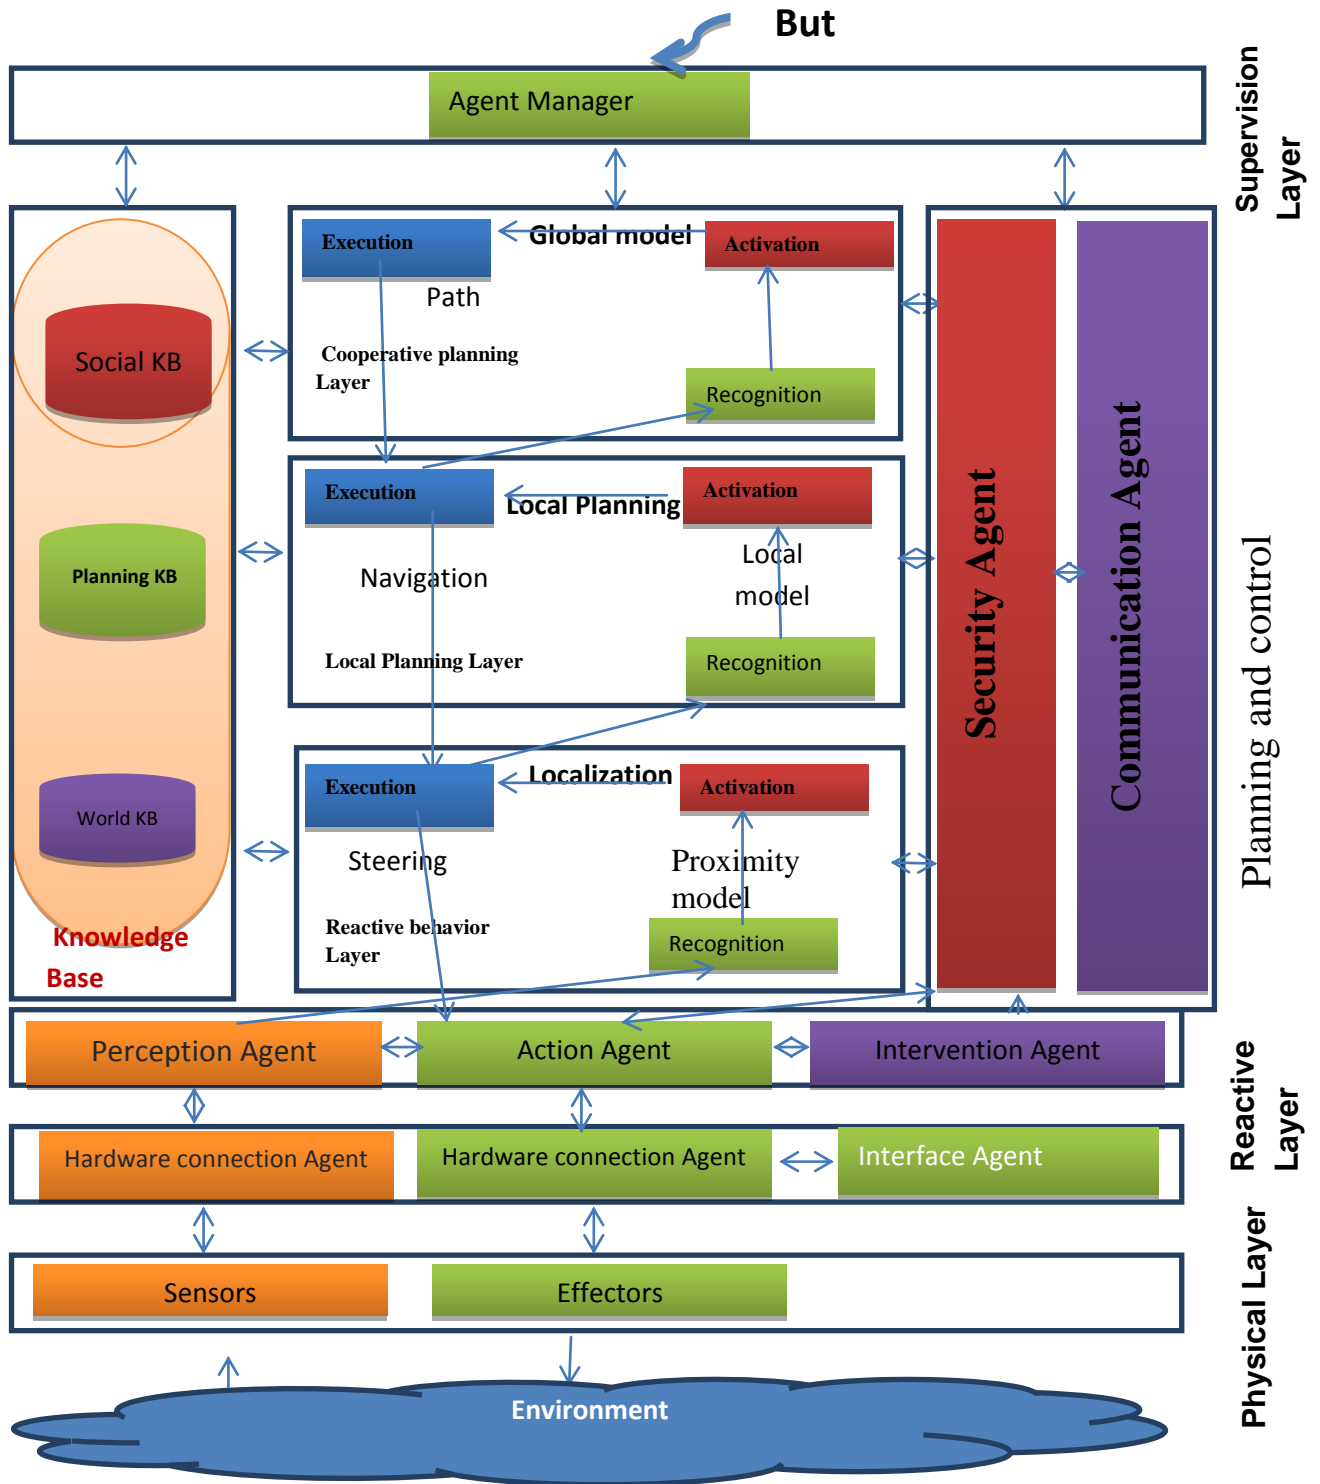 But
Agent Manager
Supervision
Layer
Execution
Global model
Activation
Path
Cooperative planning
Layer
Recognition
Social KB
Execution
Local Planning
Activation
Navigation
Local
model
Local Planning Layer
Recognition
Planning KB
Execution
Localization
Activation
Steering
Proximity
model
Reactive behavior
Layer
Recognition
World KB
Knowledge
Base
Security Agent
Communication Agent
Planning and control
Perception Agent
Action Agent
Intervention Agent
Reactive
Layer
Hardware connection Agent
Hardware connection Agent
Interface Agent
Sensors
Effectors
Physical Layer
Environment